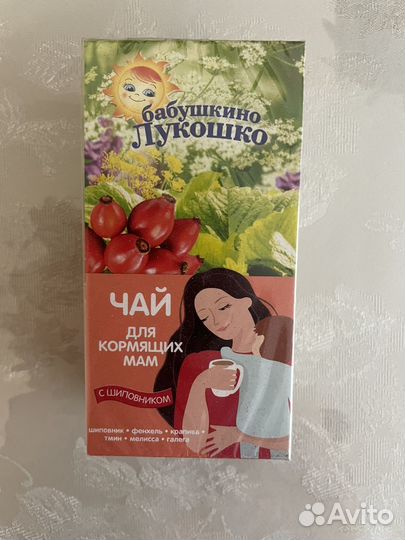 бабушкино
Лукошко
ЧАЙ
ДЛЯ
КОРМЯЩИХ
МАМ
С ШИПОВНИКОМ
шиповник • фенхель • крапива •
тмин • мелисса • галега
Avito